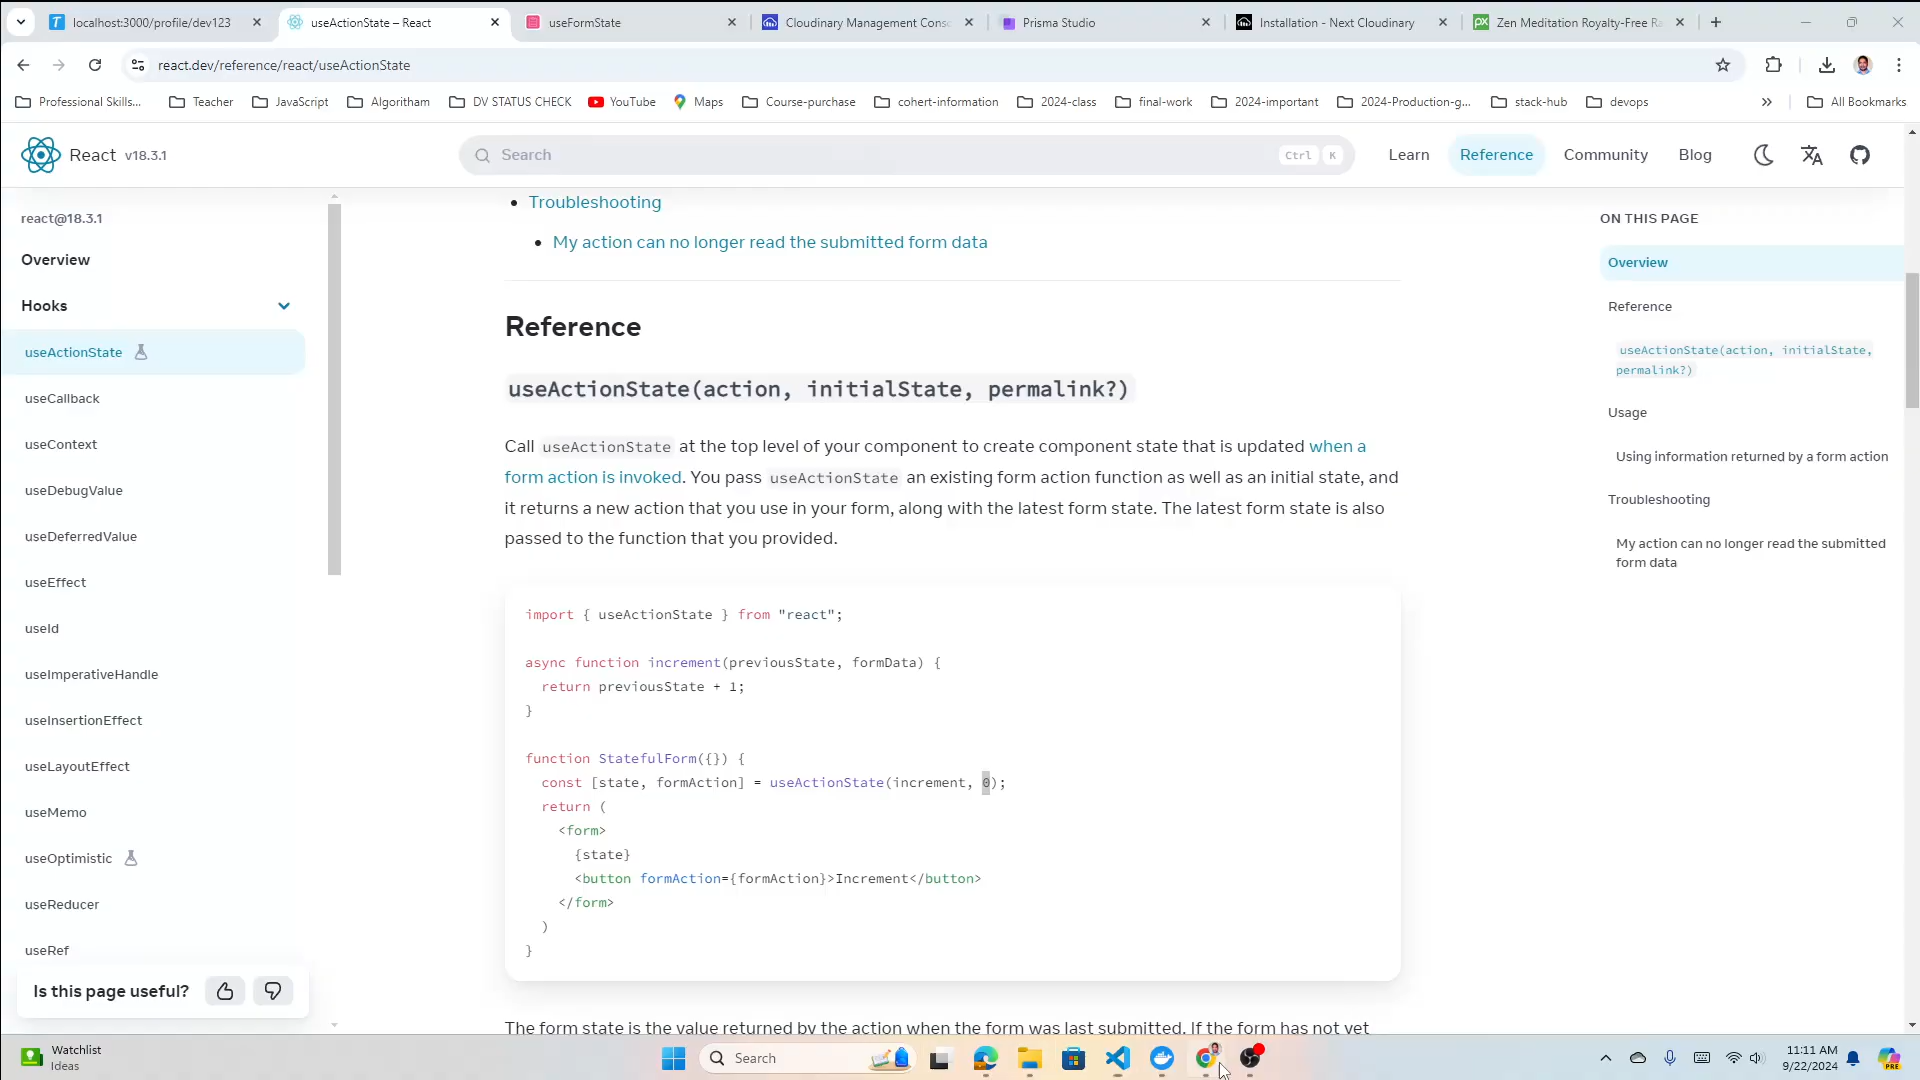 localhost:3000/profile/dev123
useActionState – React
useFormState
Cloudinary Management Consc
Prisma Studio
Installation - Next Cloudinary
Zen Meditation Royalty-Free Ra
react.dev/reference/react/useActionState
Professional Skills...
Teacher
JavaScript
Algoritham
DV STATUS CHECK
YouTube
Maps
Course-purchase
cohert-information
2024-class
final-work
2024-important
2024-Production-g...
stack-hub
devops
All Bookmarks
React v18.3.1
Search
Ctrl K
Learn
Reference
Community
Blog
react@18.3.1
Overview
Hooks
useActionState
useCallback
useContext
useDebugValue
useDeferredValue
useEffect
useId
useImperativeHandle
useInsertionEffect
useLayoutEffect
useMemo
useOptimistic
useReducer
useRef
Is this page useful?
Troubleshooting
My action can no longer read the submitted form data
Reference
useActionState(action, initialState, permalink?)
Call useActionState at the top level of your component to create component state that is updated when a
form action is invoked. You pass useActionState an existing form action function as well as an initial state, and
it returns a new action that you use in your form, along with the latest form state. The latest form state is also
passed to the function that you provided.
import { useActionState } from "react";
async function increment(previousState, formData) {
return previousState + 1;
}
function StatefulForm({}) {
const [state, formAction] = useActionState(increment, 0);
return (
<form>
{state}
<button formAction={formAction}>Increment</button>
</form>
)
}
The form state is the value returned by the action when the form was last submitted. If the form has not yet
ON THIS PAGE
Overview
Reference
useActionState(action, initialState,
permalink?)
Usage
Using information returned by a form action
Troubleshooting
My action can no longer read the submitted
form data
Watchlist
Ideas
Search
11:11 AM
9/22/2024
PRE